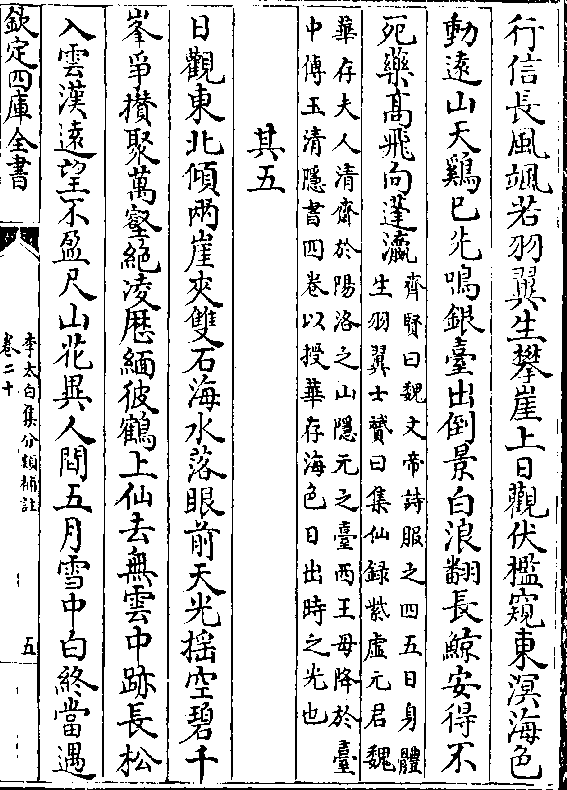 行信長風颯若羽翼生攀崖上日觀伏檻窺東溟海色
動遠山天鷄已先鳴銀臺出倒景白浪翻長鯨安得不
死藥髙飛向蓬瀛
齊賢曰魏文帝詩服之四五日身體
生羽翼士贇曰集仙録紫虚元君魏
華存夫人清齋於陽洛之山隱元之臺西王母降於臺
中傳玉清隱書四卷以授華存海色日出時之光也
其五
日觀東北傾兩崖夾雙石海水落眼前天光揺空碧千
峯爭攅聚萬壑絶凌歴緬彼鶴上仙去無雲中跡長松
入雲漢遠望不盈尺山花異人間五月雪中白終當遇
欽定四庫全書
李太白集分類補註
卷二十
五